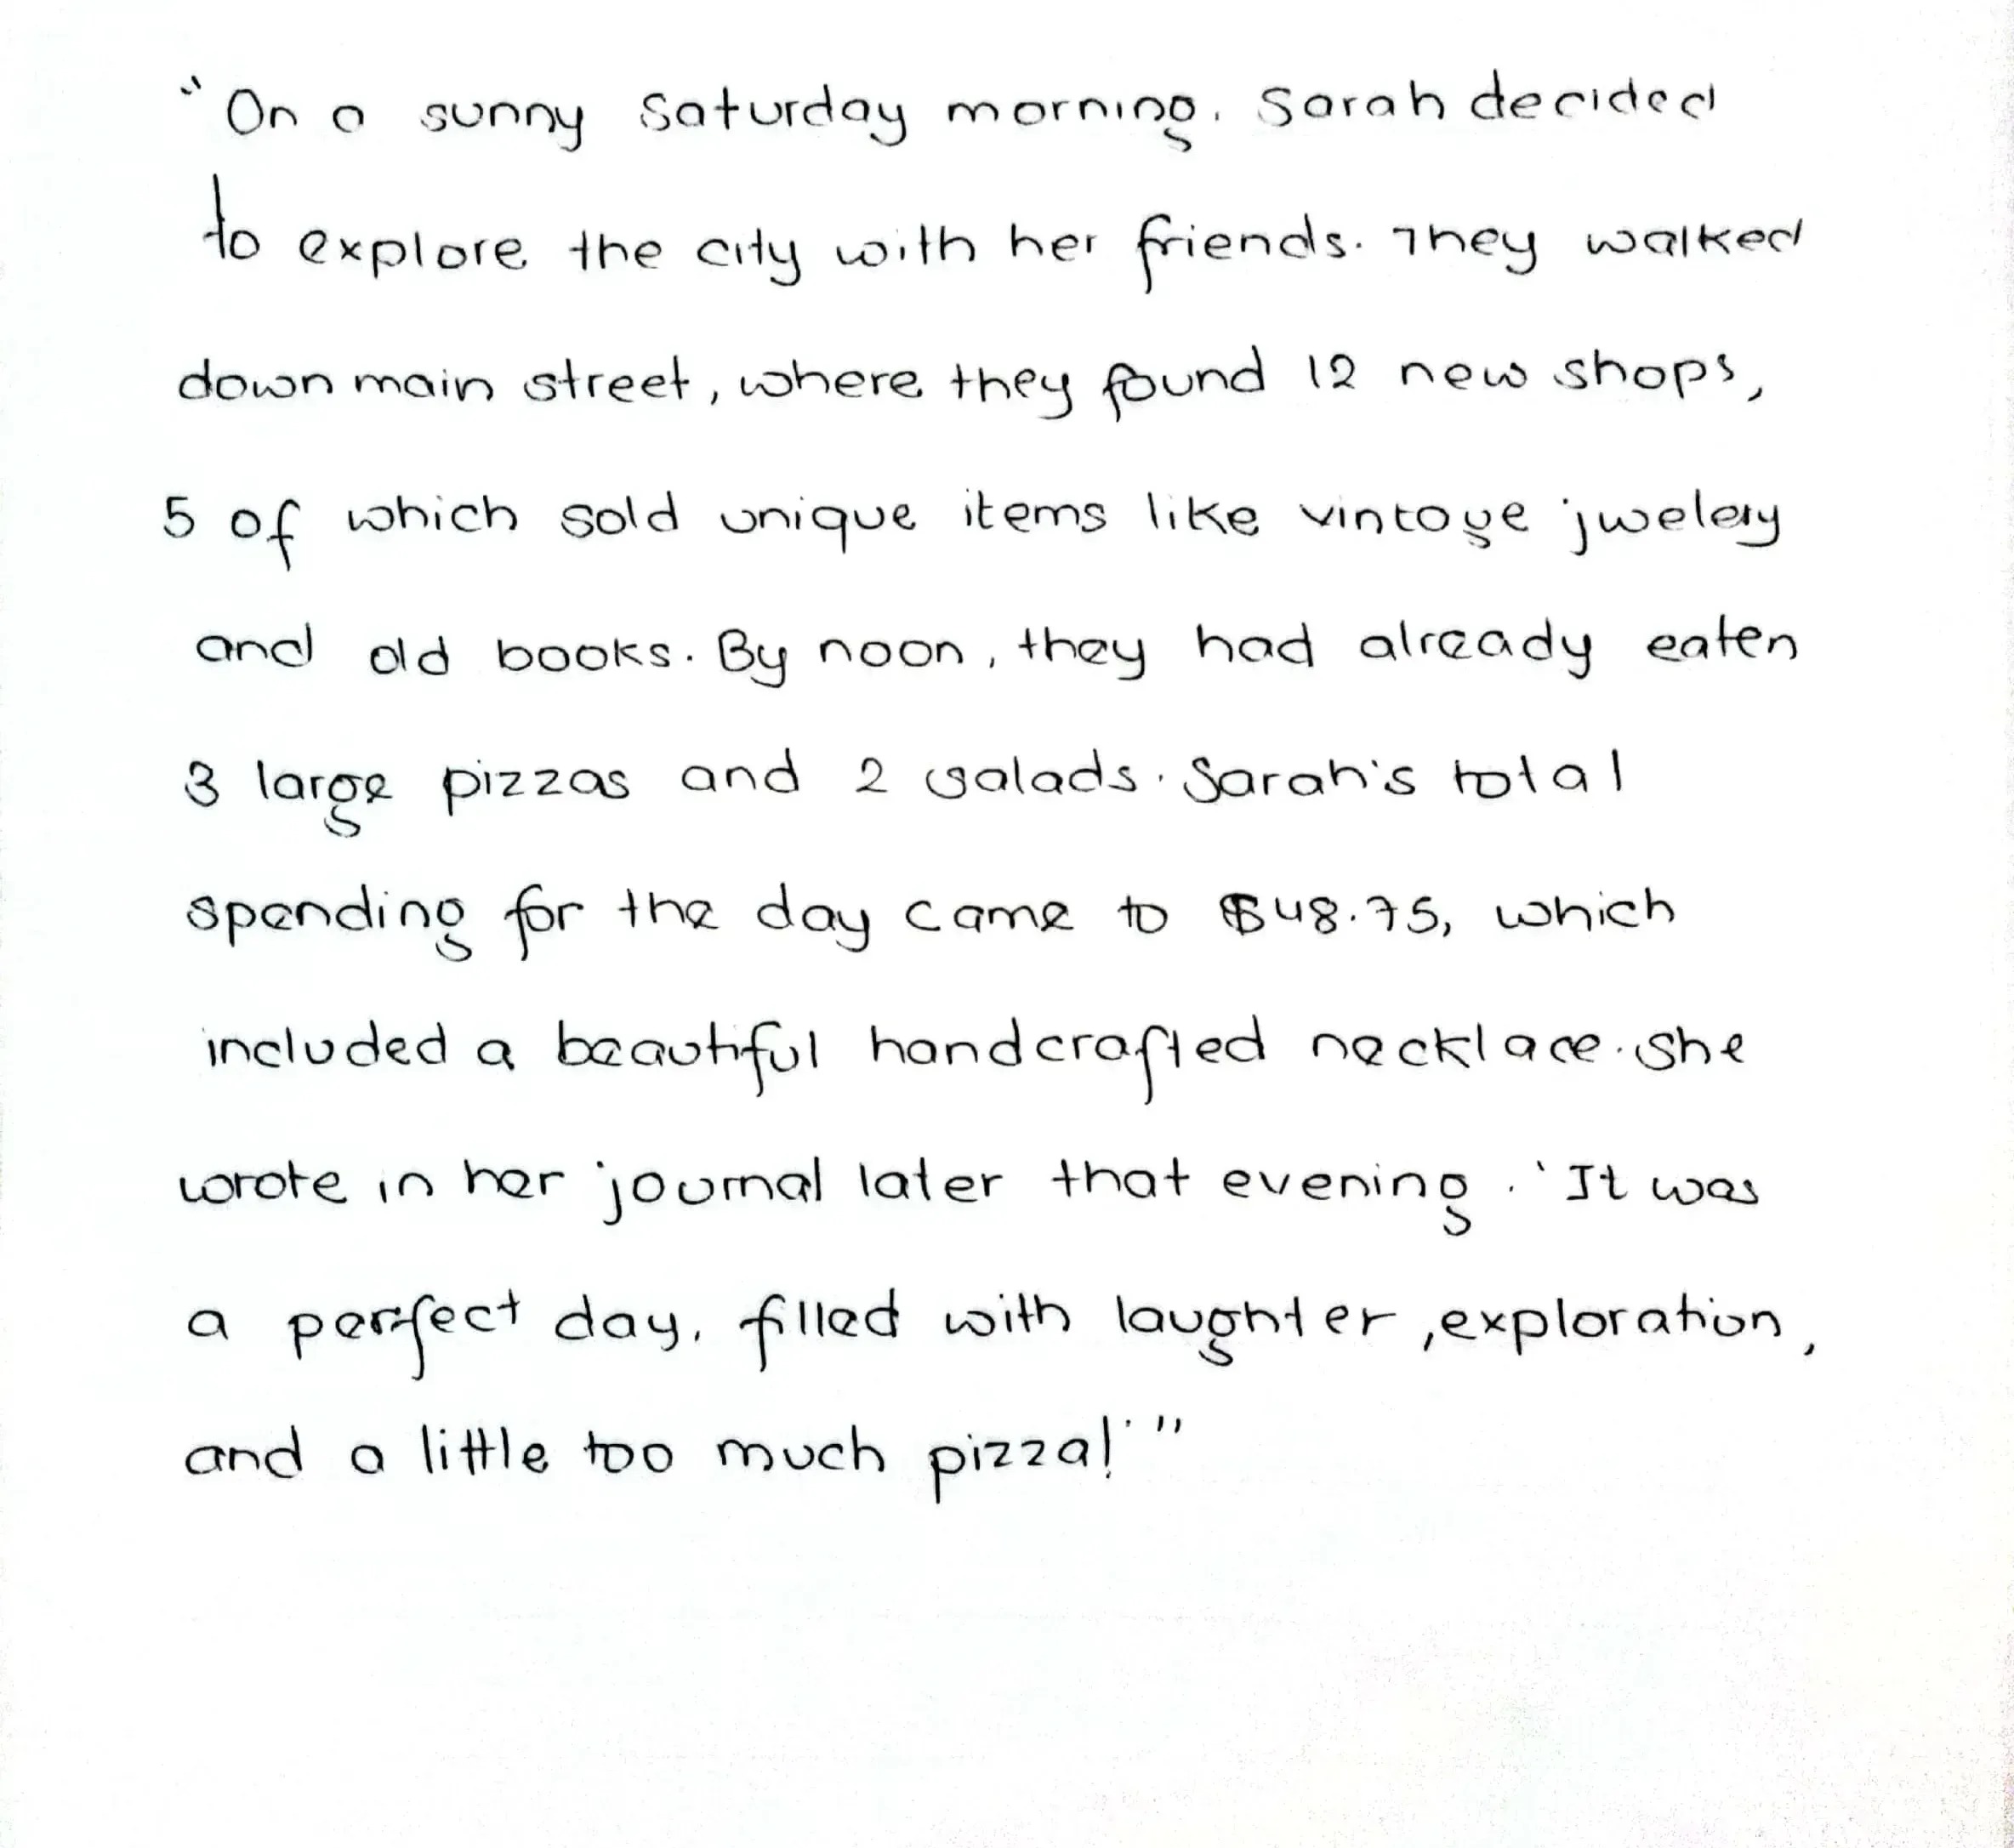 "On a sunny Saturday morning, Sarah decided
to explore the city with her friends. They walked
down main street, where they found 12 new shops,
5 of which sold unique items like vintage jwelery
and old books. By noon, they had already eaten
3 large pizzas and 2 salads. Sarah's total
spending for the day came to $48.75, which
included a beautiful handcrafted necklace. She
wrote in her journal later that evening. 'It was
a perfect day, filled with laughter, exploration,
and a little too much pizza!'"